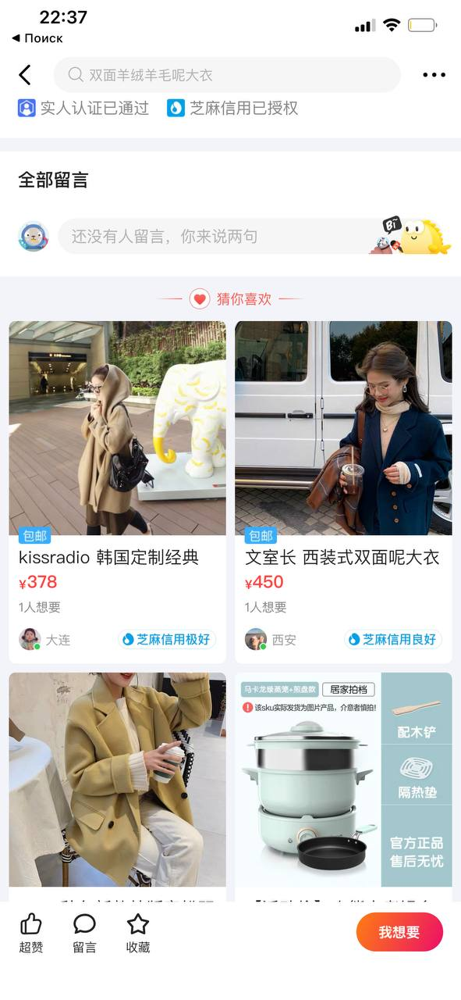 22:37
◀ Поиск
双面羊绒羊毛呢大衣
实人认证已通过 芝麻信用已授权
全部留言
还没有人留言，你来说两句
Bi~
猜你喜欢
包邮
kissradio 韩国定制经典
¥378
1人想要
大连 芝麻信用极好
包邮
文室长 西装式双面呢大衣
¥450
1人想要
西安 芝麻信用良好
马卡龙绿蒸笼+煎盘款 居家拍档
! 该sku实际发货为图片产品，介意者慎拍!
配木铲
隔热垫
官方正品
售后无忧
超赞 留言 收藏
我想要